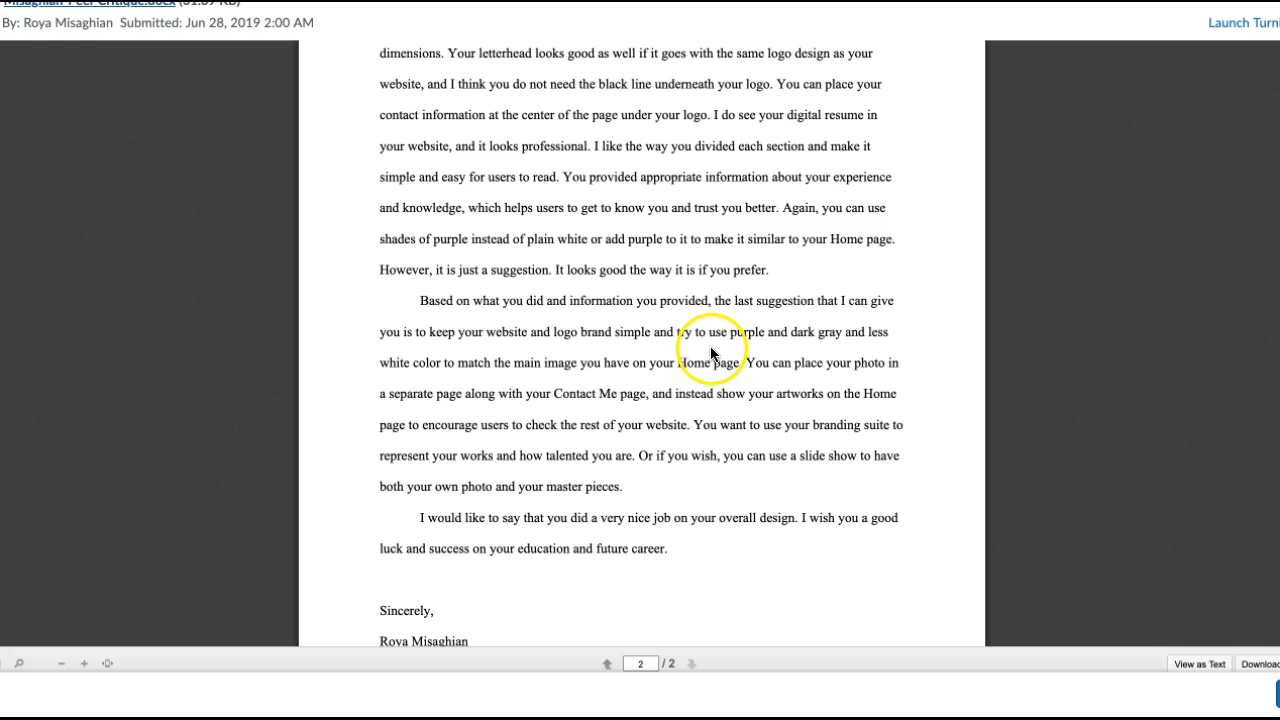 Misaghian Peer Critique.docx (31.39 KB)
By: Roya Misaghian Submitted: Jun 28, 2019 2:00 AM
Launch
dimensions. Your letterhead looks good as well if it goes with the same logo design as your
website, and I think you do not need the black line underneath your logo. You can place your
contact information at the center of the page under your logo. I do see your digital resume in
your website, and it looks professional. I like the way you divided each section and make it
simple and easy for users to read. You provided appropriate information about your experience
and knowledge, which helps users to get to know you and trust you better. Again, you can use
shades of purple instead of plain white or add purple to it to make it similar to your Home page.
However, it is just a suggestion. It looks good the way it is if you prefer.
Based on what you did and information you provided, the last suggestion that I can give
you is to keep your website and logo brand simple and try to use purple and dark gray and less
white color to match the main image you have on your Home page. You can place your photo in
a separate page along with your Contact Me page, and instead show your artworks on the Home
page to encourage users to check the rest of your website. You want to use your branding suite to
represent your works and how talented you are. Or if you wish, you can use a slide show to have
both your own photo and your master pieces.
I would like to say that you did a very nice job on your overall design. I wish you a good
luck and success on your education and future career.
Sincerely,
Roya Misaghian
2 / 2
View as Text
Download